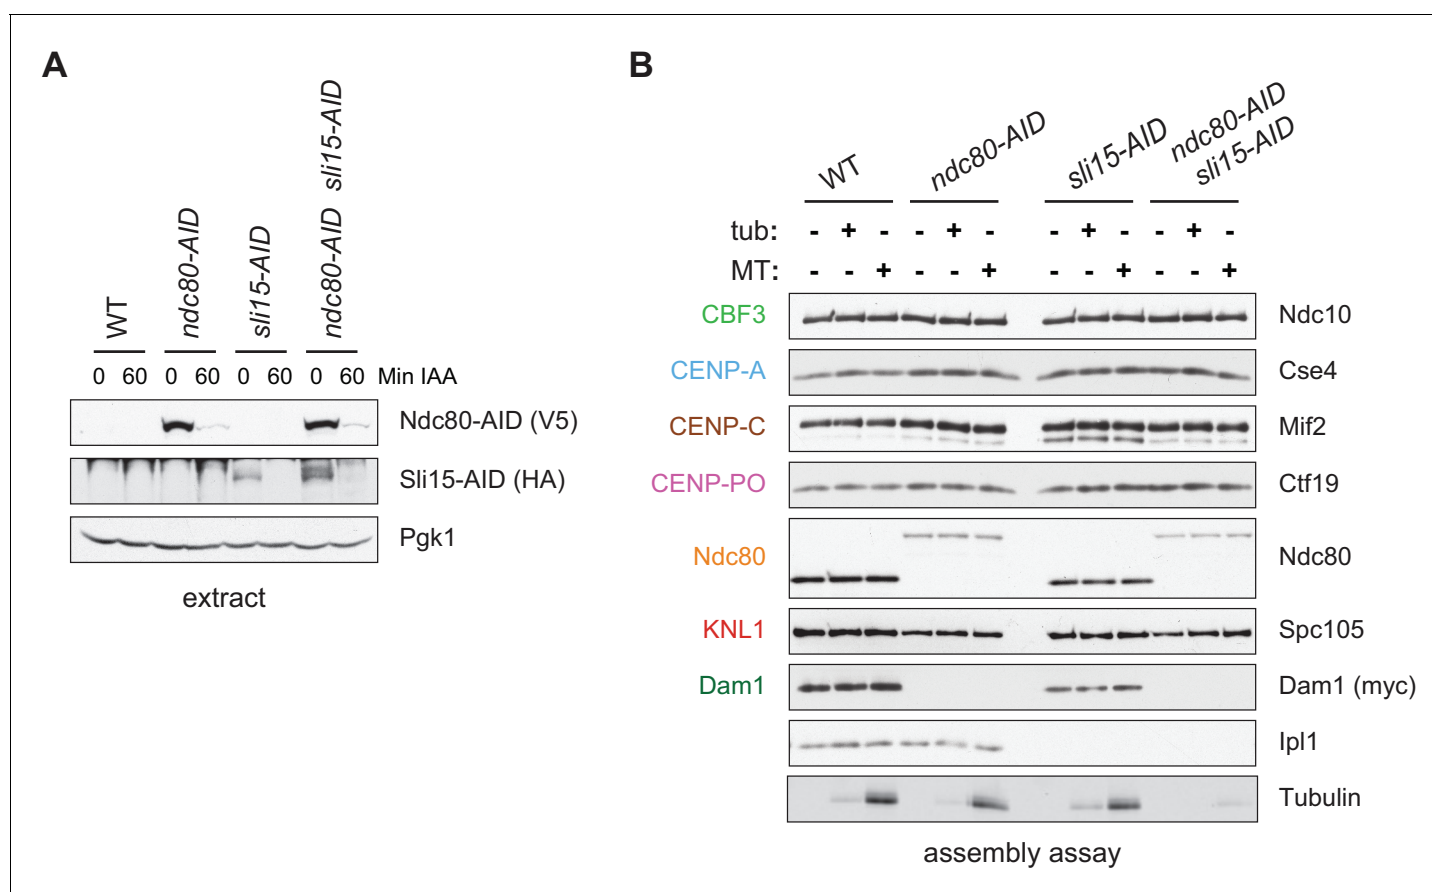 A
WT
ndc80-AID
sli15-AID
ndc80-AID sli15-AID
0 60 0 60 0 60 0 60 Min IAA
Ndc80-AID (V5)
Sli15-AID (HA)
Pgk1
extract
B
WT
ndc80-AID
sli15-AID
ndc80-AID
sli15-AID
tub: - + - - + - - + - - + -
MT: - - + - - + - - + - - +
CBF3 Ndc10
CENP-A Cse4
CENP-C Mif2
CENP-PO Ctf19
Ndc80 Ndc80
KNL1 Spc105
Dam1 Dam1 (myc)
Ipl1
Tubulin
assembly assay